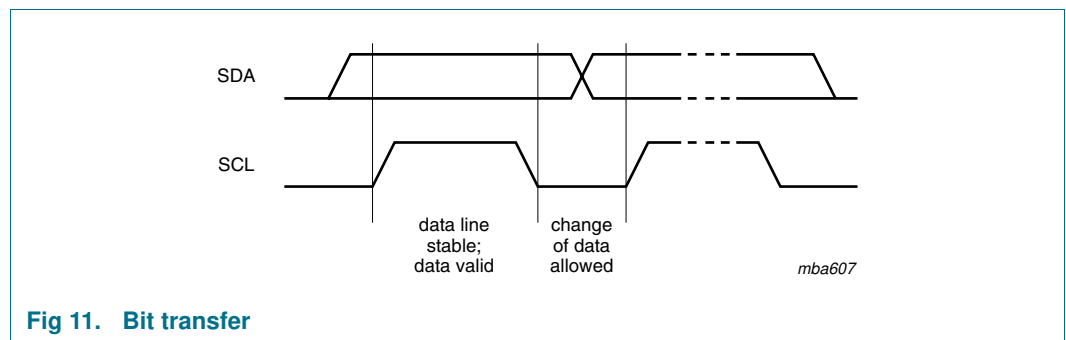 SDA
SCL
data line
stable;
data valid
change
of data
allowed
mba607
Fig 11. Bit transfer